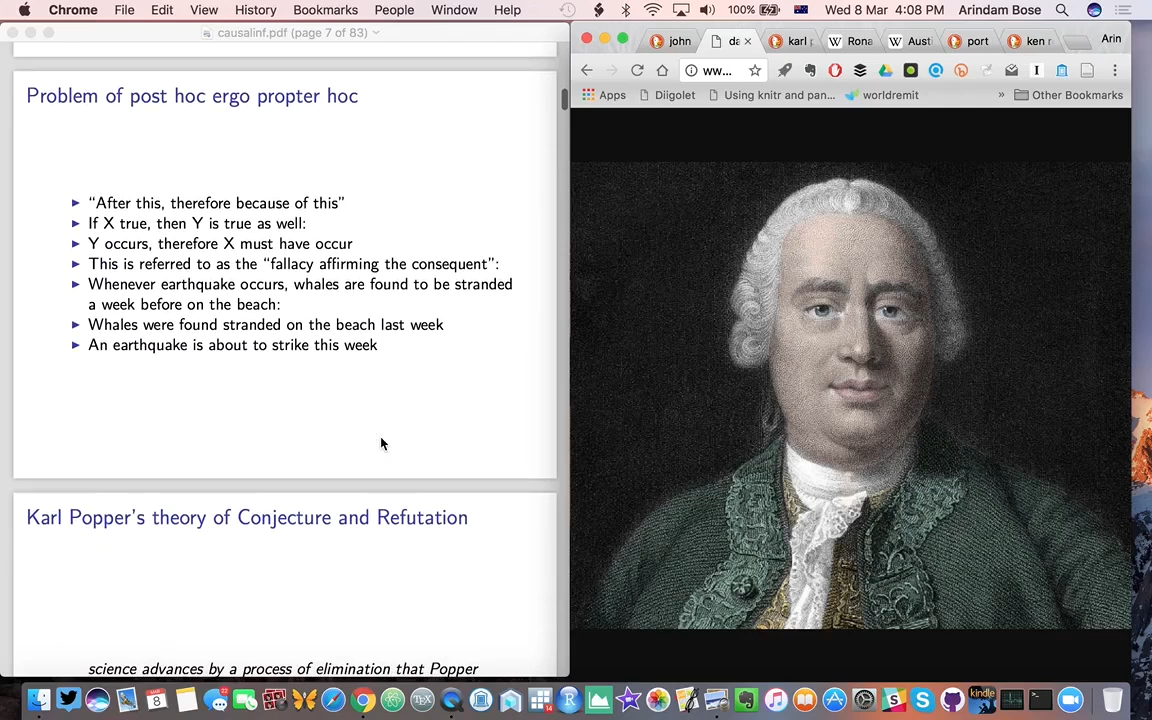 Chrome File Edit View History Bookmarks People Window Help 100% Wed 8 Mar 4:08 PM Arindam Bose
causalinf.pdf (page 7 of 83)
john da karl p Rona Aust port ken r Arin
ww...
Apps Diigolet Using knitr and pan... worldremit » Other Bookmarks
Problem of post hoc ergo propter hoc
“After this, therefore because of this”
If X true, then Y is true as well:
Y occurs, therefore X must have occur
This is referred to as the “fallacy affirming the consequent”:
Whenever earthquake occurs, whales are found to be stranded
a week before on the beach:
Whales were found stranded on the beach last week
An earthquake is about to strike this week
Karl Popper's theory of Conjecture and Refutation
science advances by a process of elimination that Popper
kindle